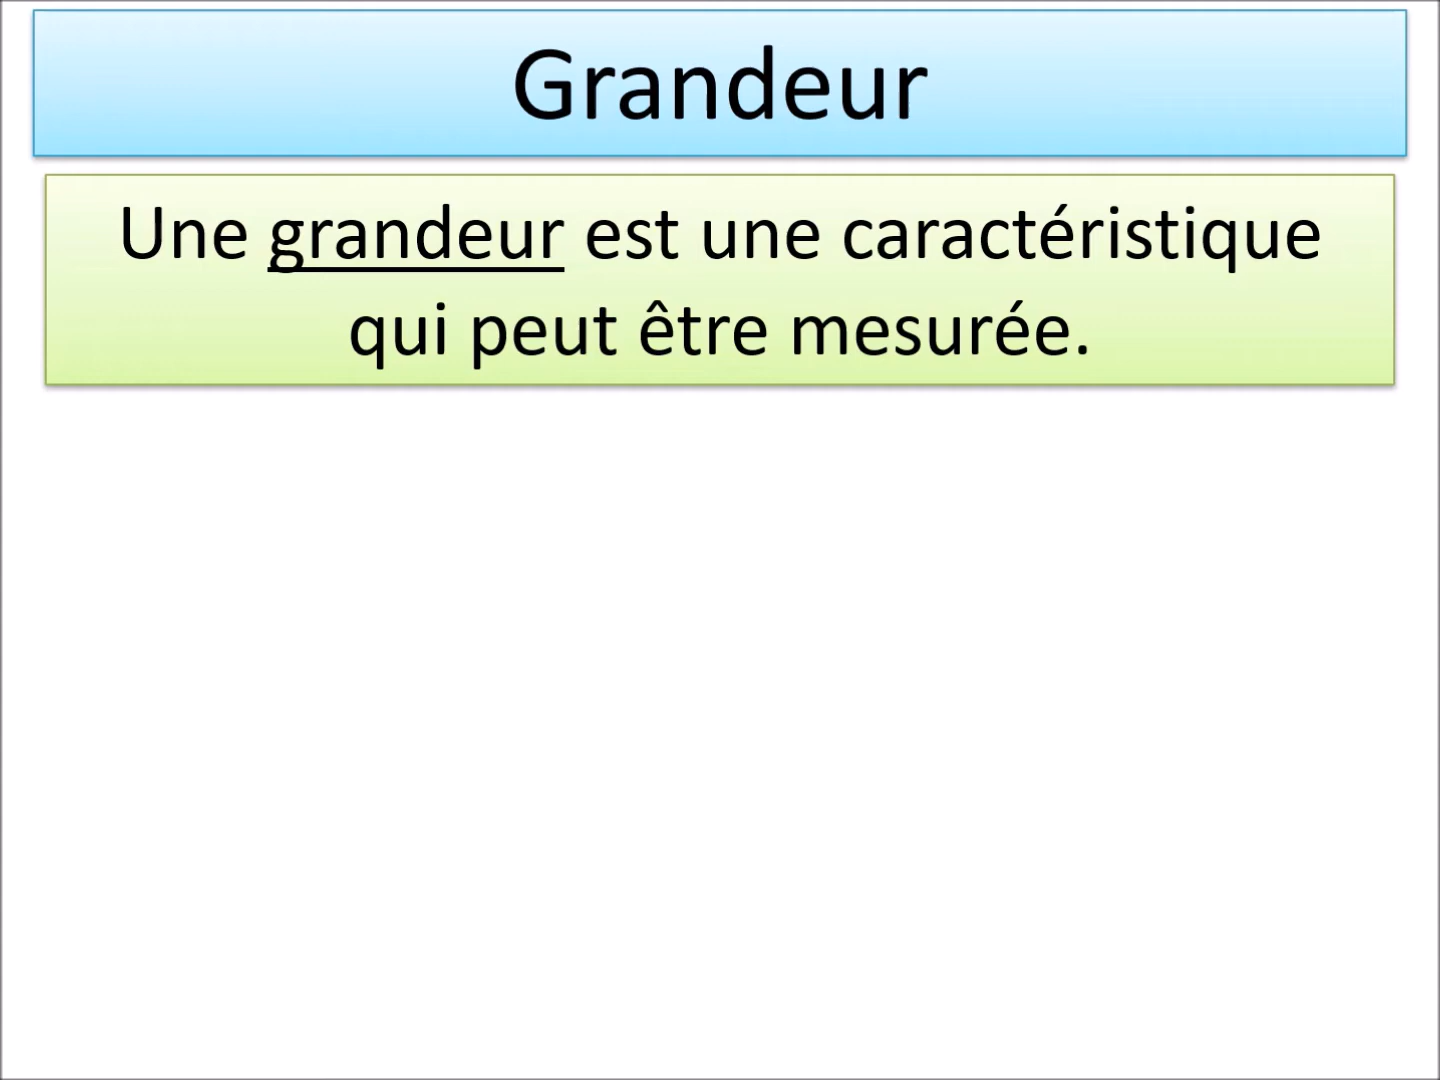 Grandeur
Une grandeur est une caractéristique
qui peut être mesurée.